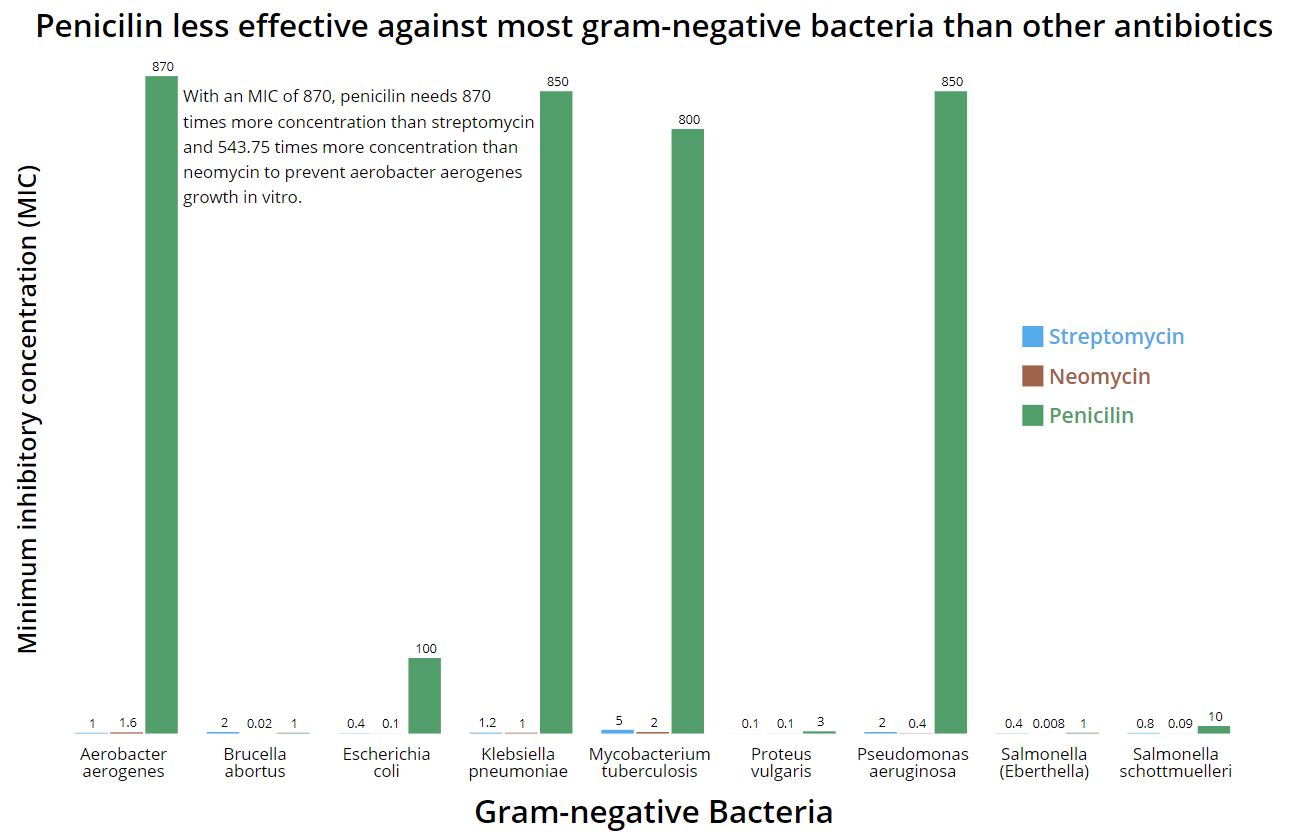 Penicilin less effective against most gram-negative bacteria than other antibiotics
870
With an MIC of 870, penicilin needs 870
times more concentration than streptomycin
and 543.75 times more concentration than
neomycin to prevent aerobacter aerogenes
growth in vitro.
850
800
850
Minimum inhibitory concentration (MIC)
Streptomycin
Neomycin
Penicilin
100
1 1.6
2 0.02 1
0.4 0.1
1.2 1
5 2
0.1 0.1 3
2 0.4
0.4 0.008 1
0.8 0.09 10
Aerobacter
aerogenes
Brucella
abortus
Escherichia
coli
Klebsiella
pneumoniae
Mycobacterium
tuberculosis
Proteus
vulgaris
Pseudomonas
aeruginosa
Salmonella
(Eberthella)
Salmonella
schottmuelleri
Gram-negative Bacteria